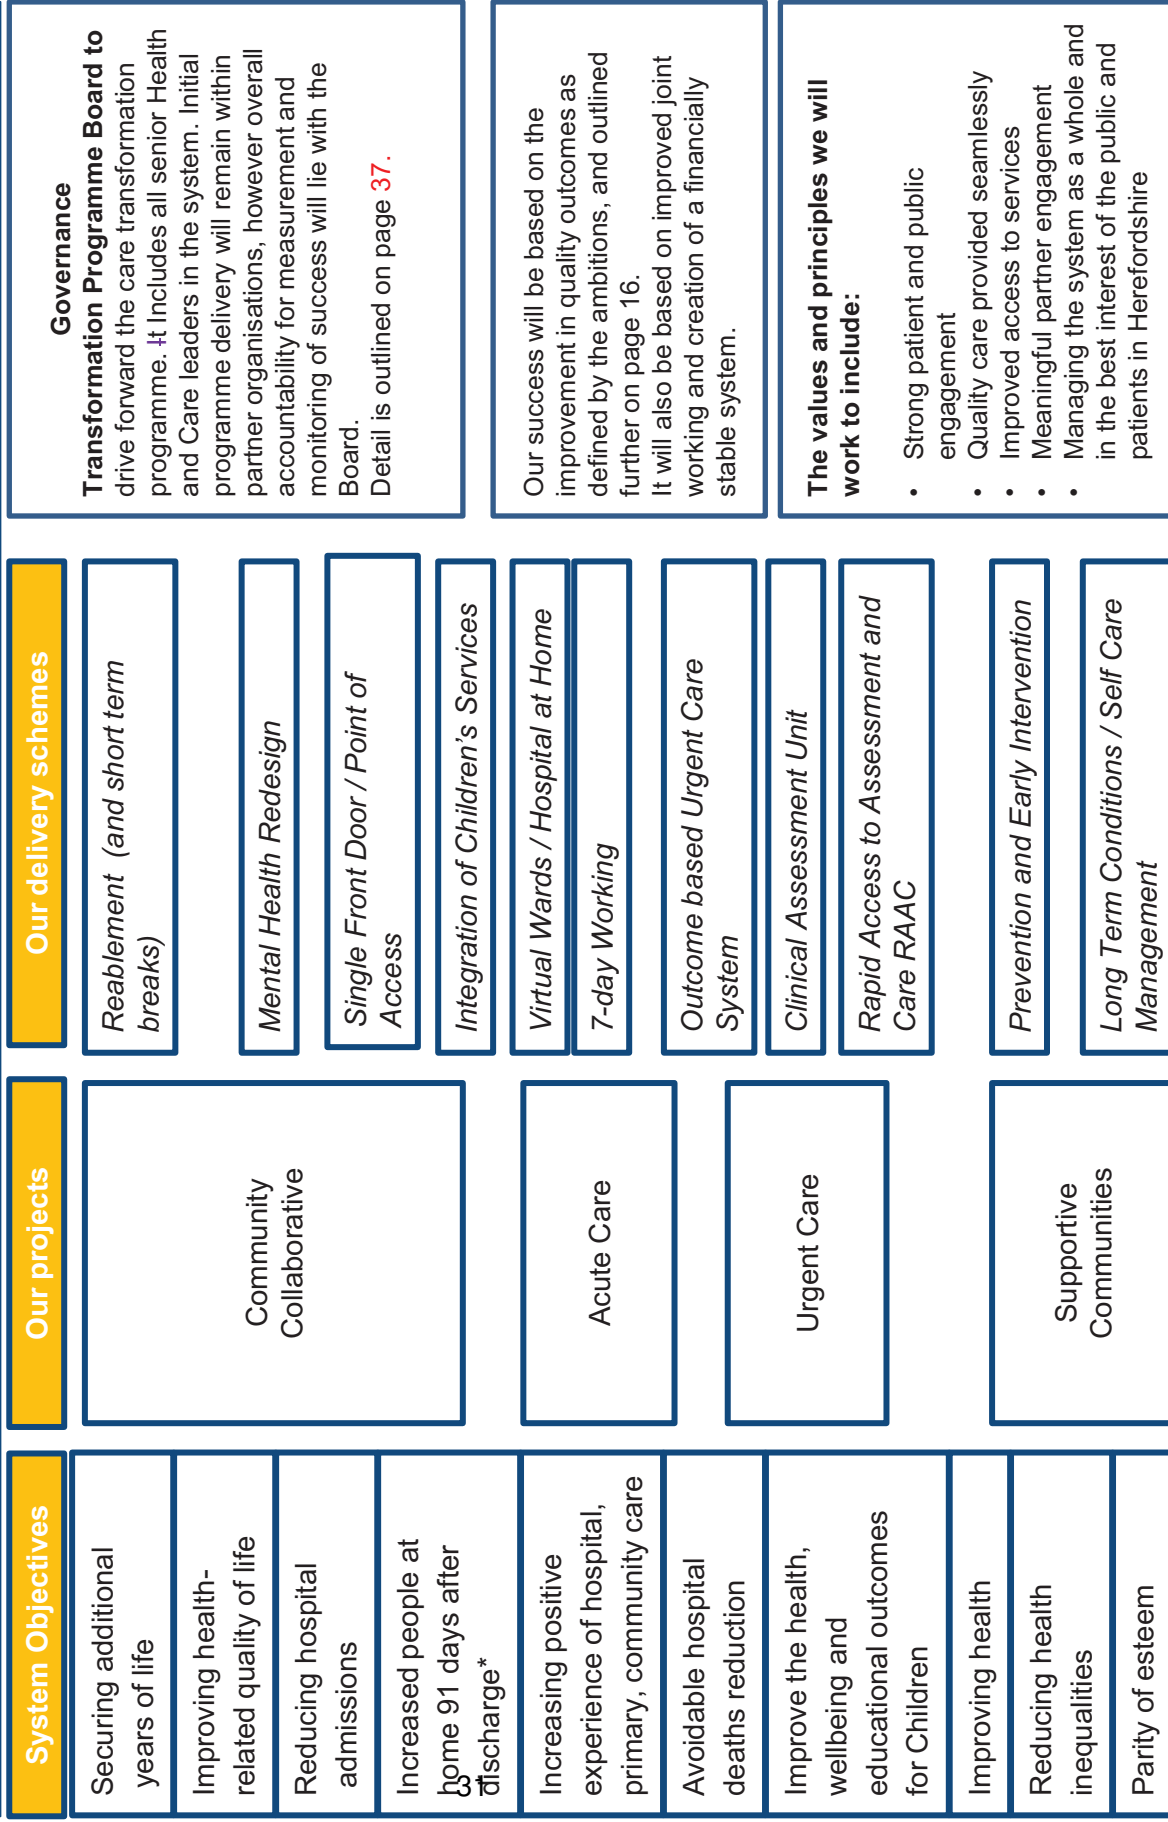 System Objectives
Securing additional
years of life
Improving health-
related quality of life
Reducing hospital
admissions
Increased people at
home 91 days after
discharge*
Increasing positive
experience of hospital,
primary, community care
Avoidable hospital
deaths reduction
Improve the health,
wellbeing and
educational outcomes
for Children
Improving health
Reducing health
inequalities
Parity of esteem
Our projects
Community
Collaborative
Acute Care
Urgent Care
Supportive
Communities
Our delivery schemes
Reablement (and short term
breaks)
Mental Health Redesign
Single Front Door / Point of
Access
Integration of Children's Services
Virtual Wards / Hospital at Home
7-day Working
Outcome based Urgent Care
System
Clinical Assessment Unit
Rapid Access to Assessment and
Care RAAC
Prevention and Early Intervention
Long Term Conditions / Self Care
Management
Governance
Transformation Programme Board to
drive forward the care transformation
programme. It Includes all senior Health
and Care leaders in the system. Initial
programme delivery will remain within
partner organisations, however overall
accountability for measurement and
monitoring of success will lie with the
Board.
Detail is outlined on page 37.
Our success will be based on the
improvement in quality outcomes as
defined by the ambitions, and outlined
further on page 16.
It will also be based on improved joint
working and creation of a financially
stable system.
The values and principles we will
work to include:
• Strong patient and public
engagement
• Quality care provided seamlessly
• Improved access to services
• Meaningful partner engagement
• Managing the system as a whole and
in the best interest of the public and
patients in Herefordshire
31